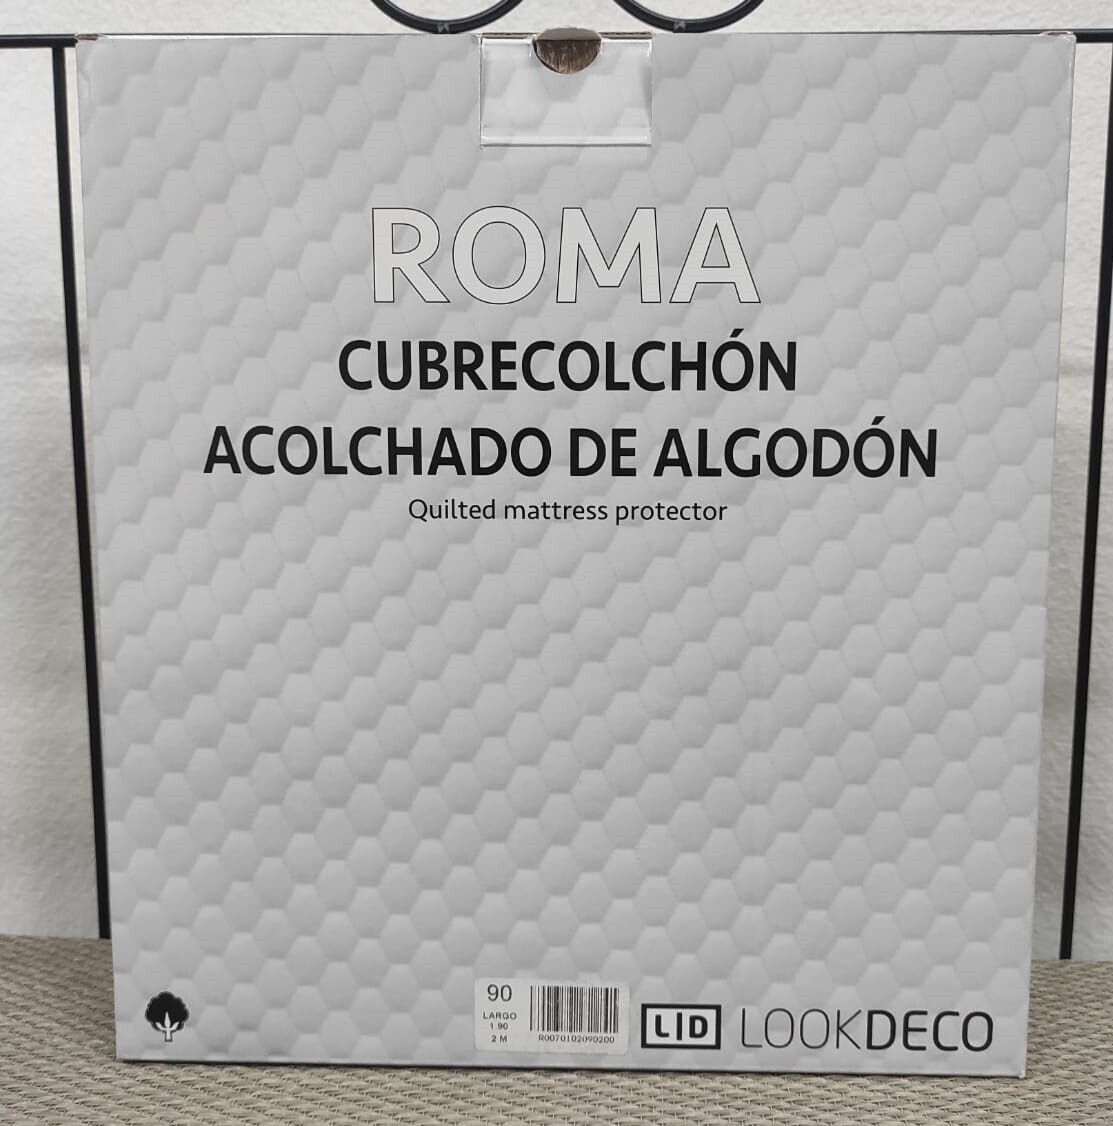 ROMA
CUBRECOLCHÓN
ACOLCHADO DE ALGODÓN
Quilted mattress protector
90
LARGO
1.90
2 M
R0070102090200
LID LOOKDECO